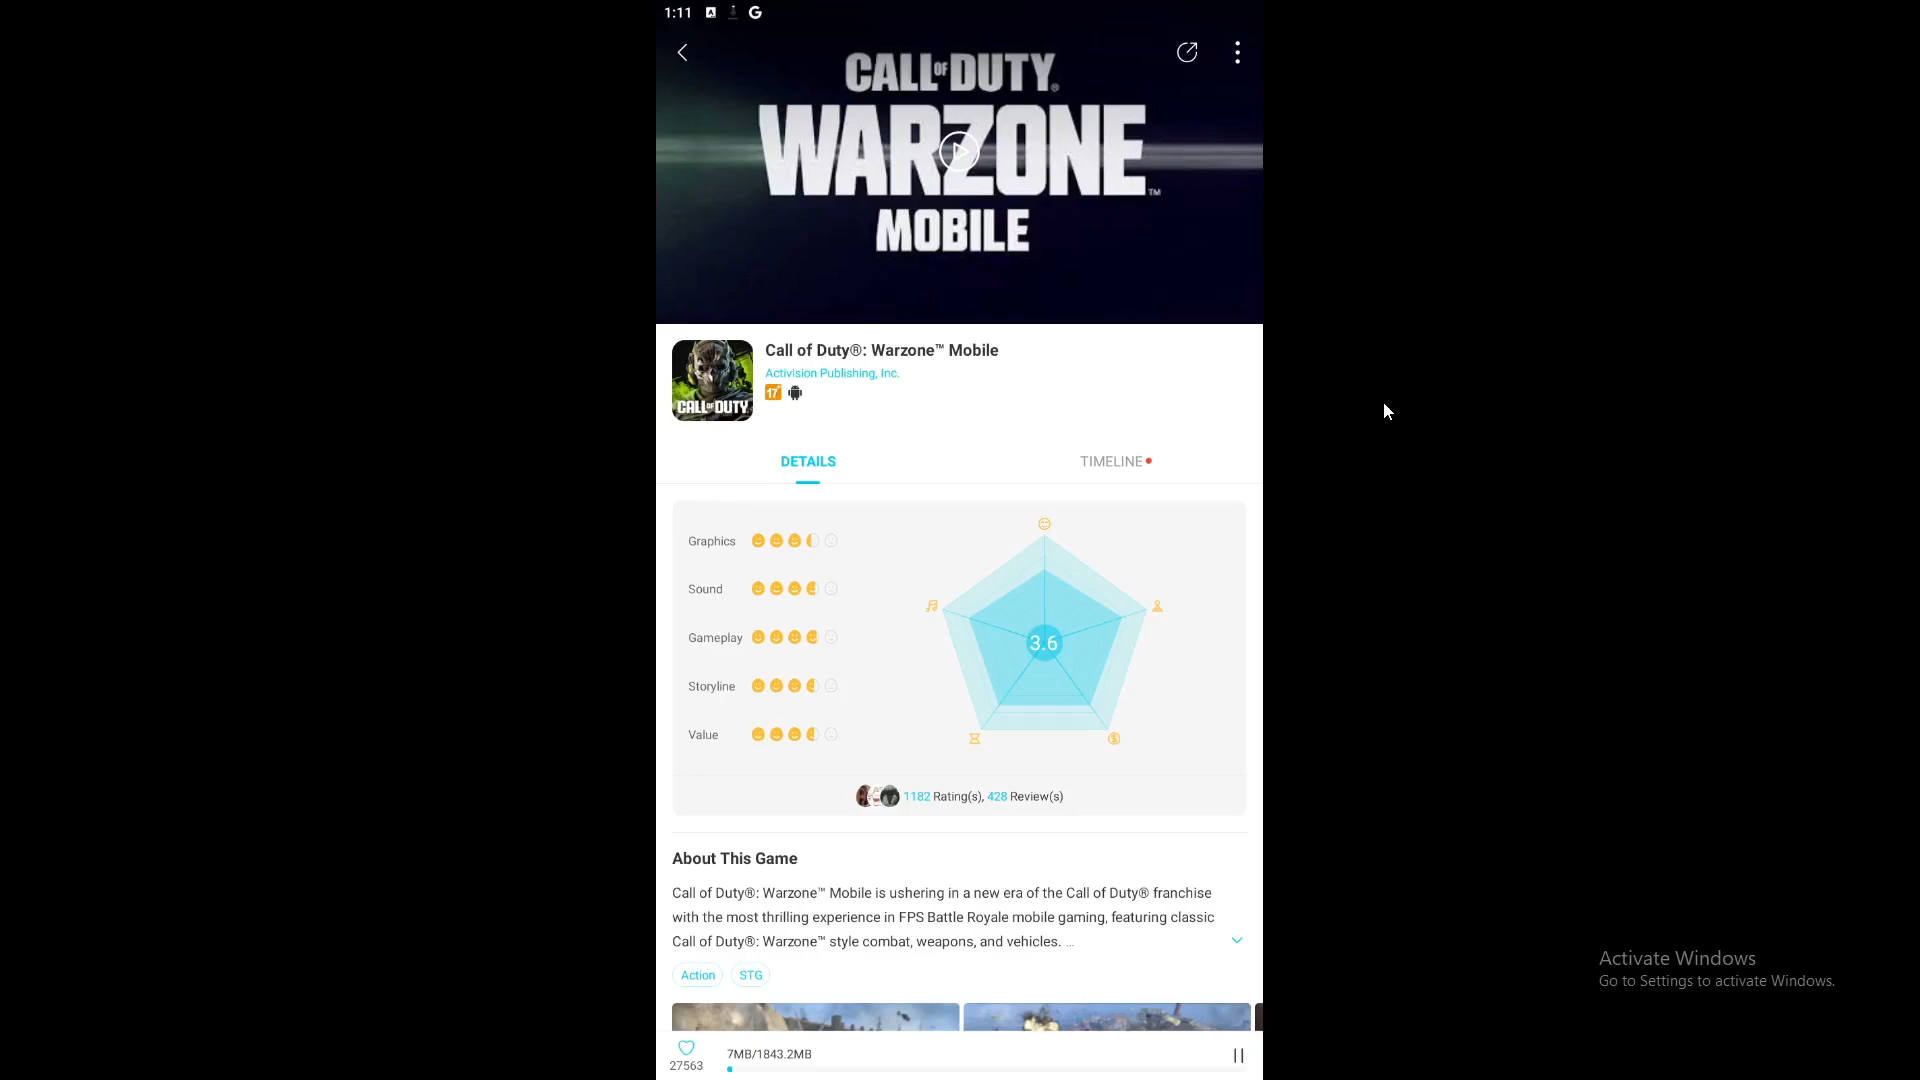 1:11
CALL OF DUTY®
WARZONE™
MOBILE
CALL OF DUTY
Call of Duty®: Warzone™ Mobile
Activision Publishing, Inc.
17+
DETAILS
TIMELINE
Graphics
Sound
Gameplay
Storyline
Value
3.6
1182 Rating(s), 428 Review(s)
About This Game
Call of Duty®: Warzone™ Mobile is ushering in a new era of the Call of Duty® franchise
with the most thrilling experience in FPS Battle Royale mobile gaming, featuring classic
Call of Duty®: Warzone™ style combat, weapons, and vehicles. ...
Action STG
27563
7MB/1843.2MB
Activate Windows
Go to Settings to activate Windows.